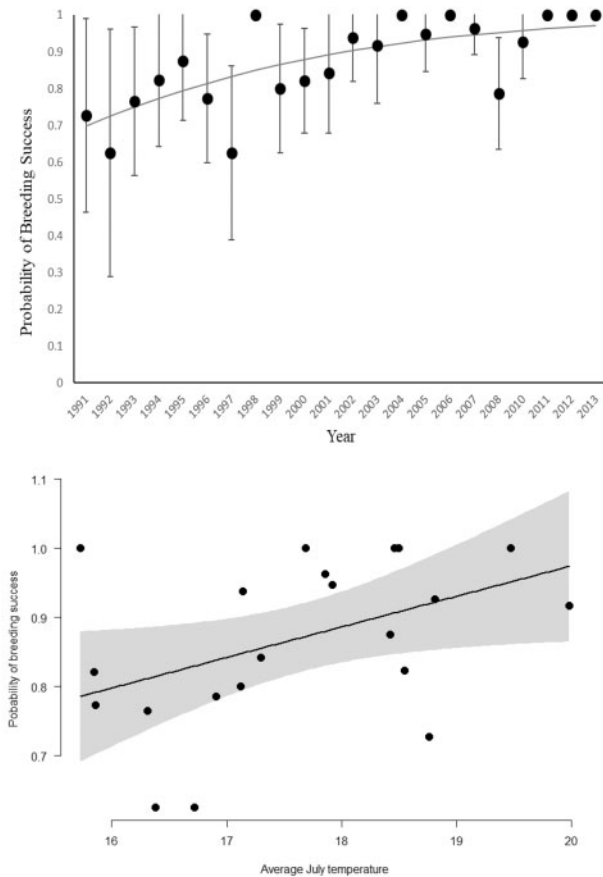 Probability of Breeding Success
1
0.9
0.8
0.7
0.6
0.5
0.4
0.3
0.2
0.1
0
1991 1992 1993 1994 1995 1996 1997 1998 1999 2000 2001 2002 2003 2004 2005 2006 2007 2008 2010 2011 2012 2013
Year
Pobability of breeding success
1.1
1.0
0.9
0.8
0.7
16 17 18 19 20
Average July temperature